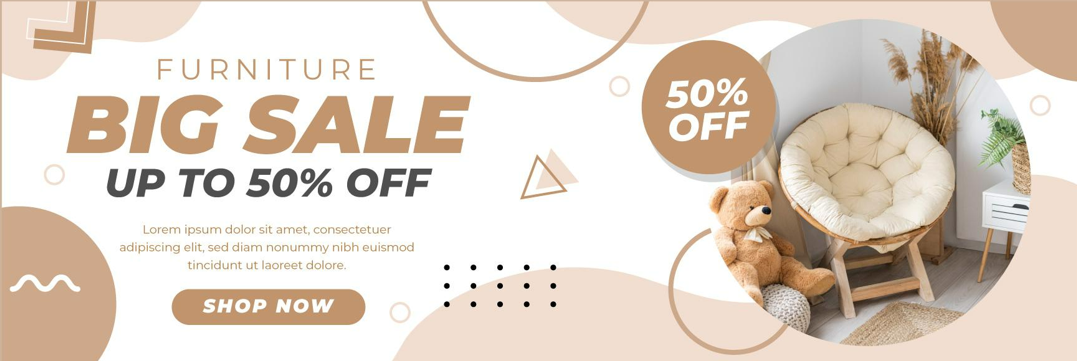 FURNITURE
BIG SALE
UP TO 50% OFF
Lorem ipsum dolor sit amet, consectetuer
adipiscing elit, sed diam nonummy nibh euismod
tincidunt ut laoreet dolore.
SHOP NOW
50%
OFF